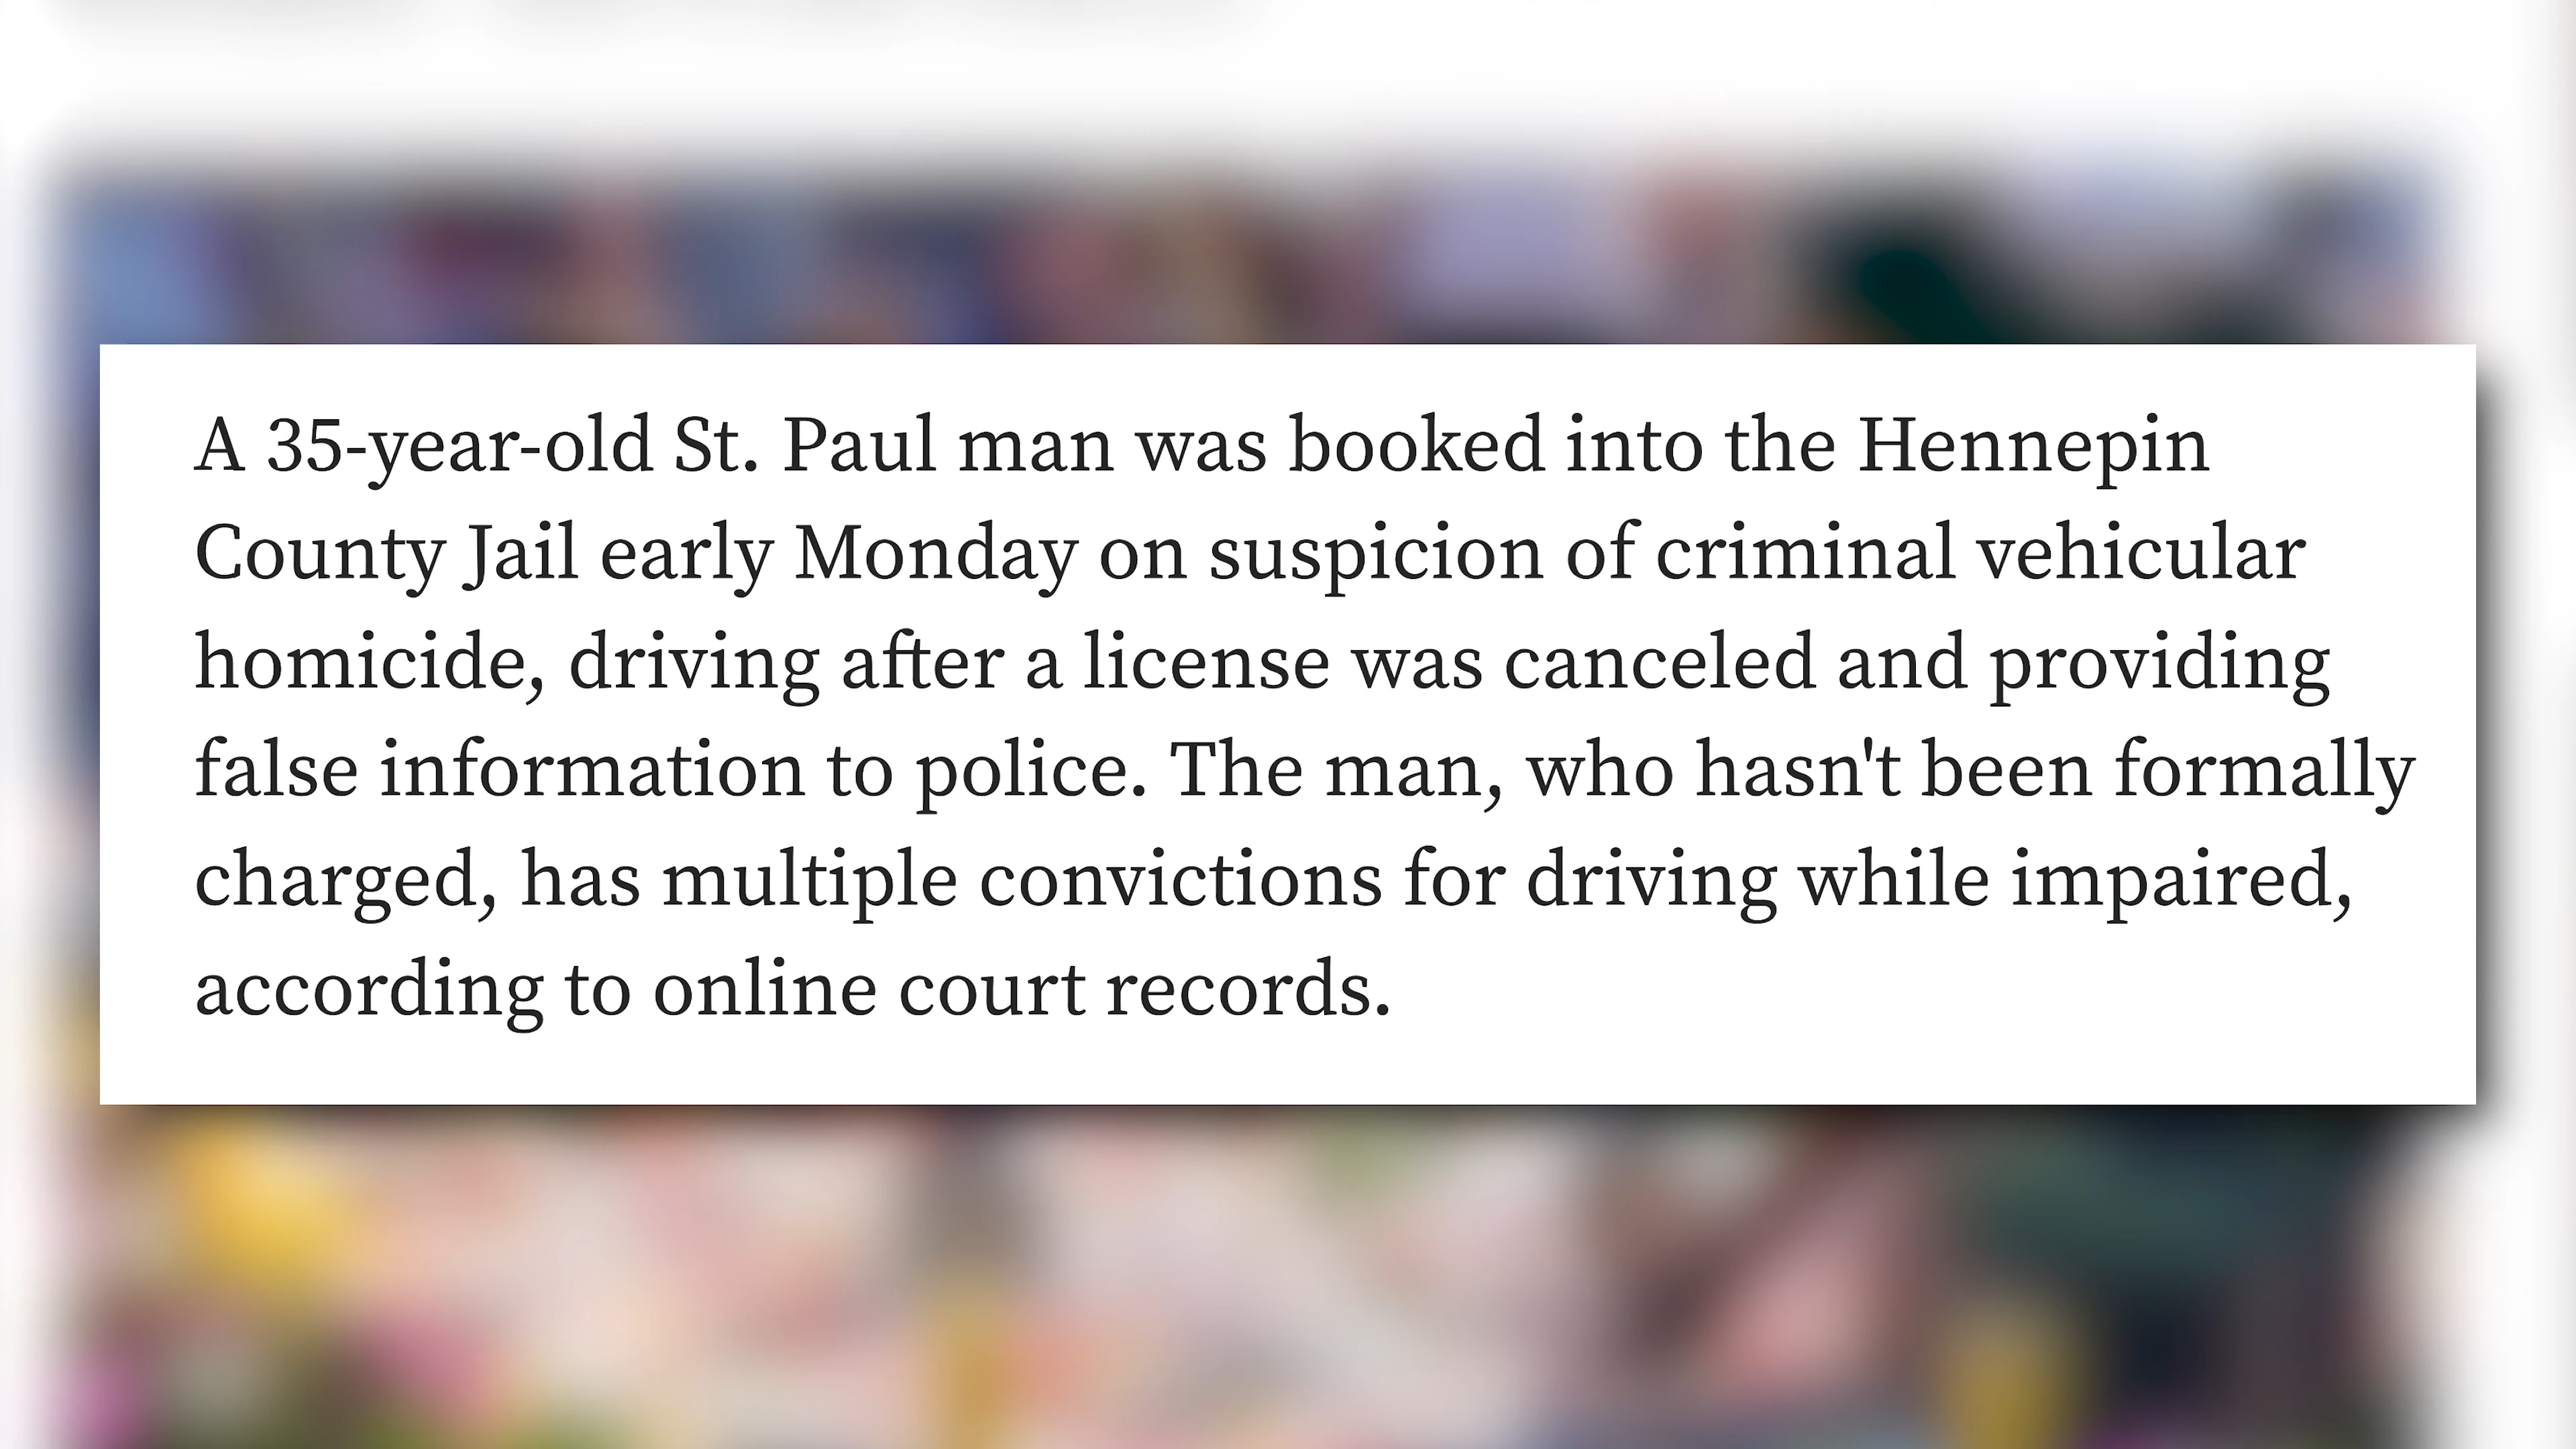 A 35-year-old St. Paul man was booked into the Hennepin
County Jail early Monday on suspicion of criminal vehicular
homicide, driving after a license was canceled and providing
false information to police. The man, who hasn't been formally
charged, has multiple convictions for driving while impaired,
according to online court records.